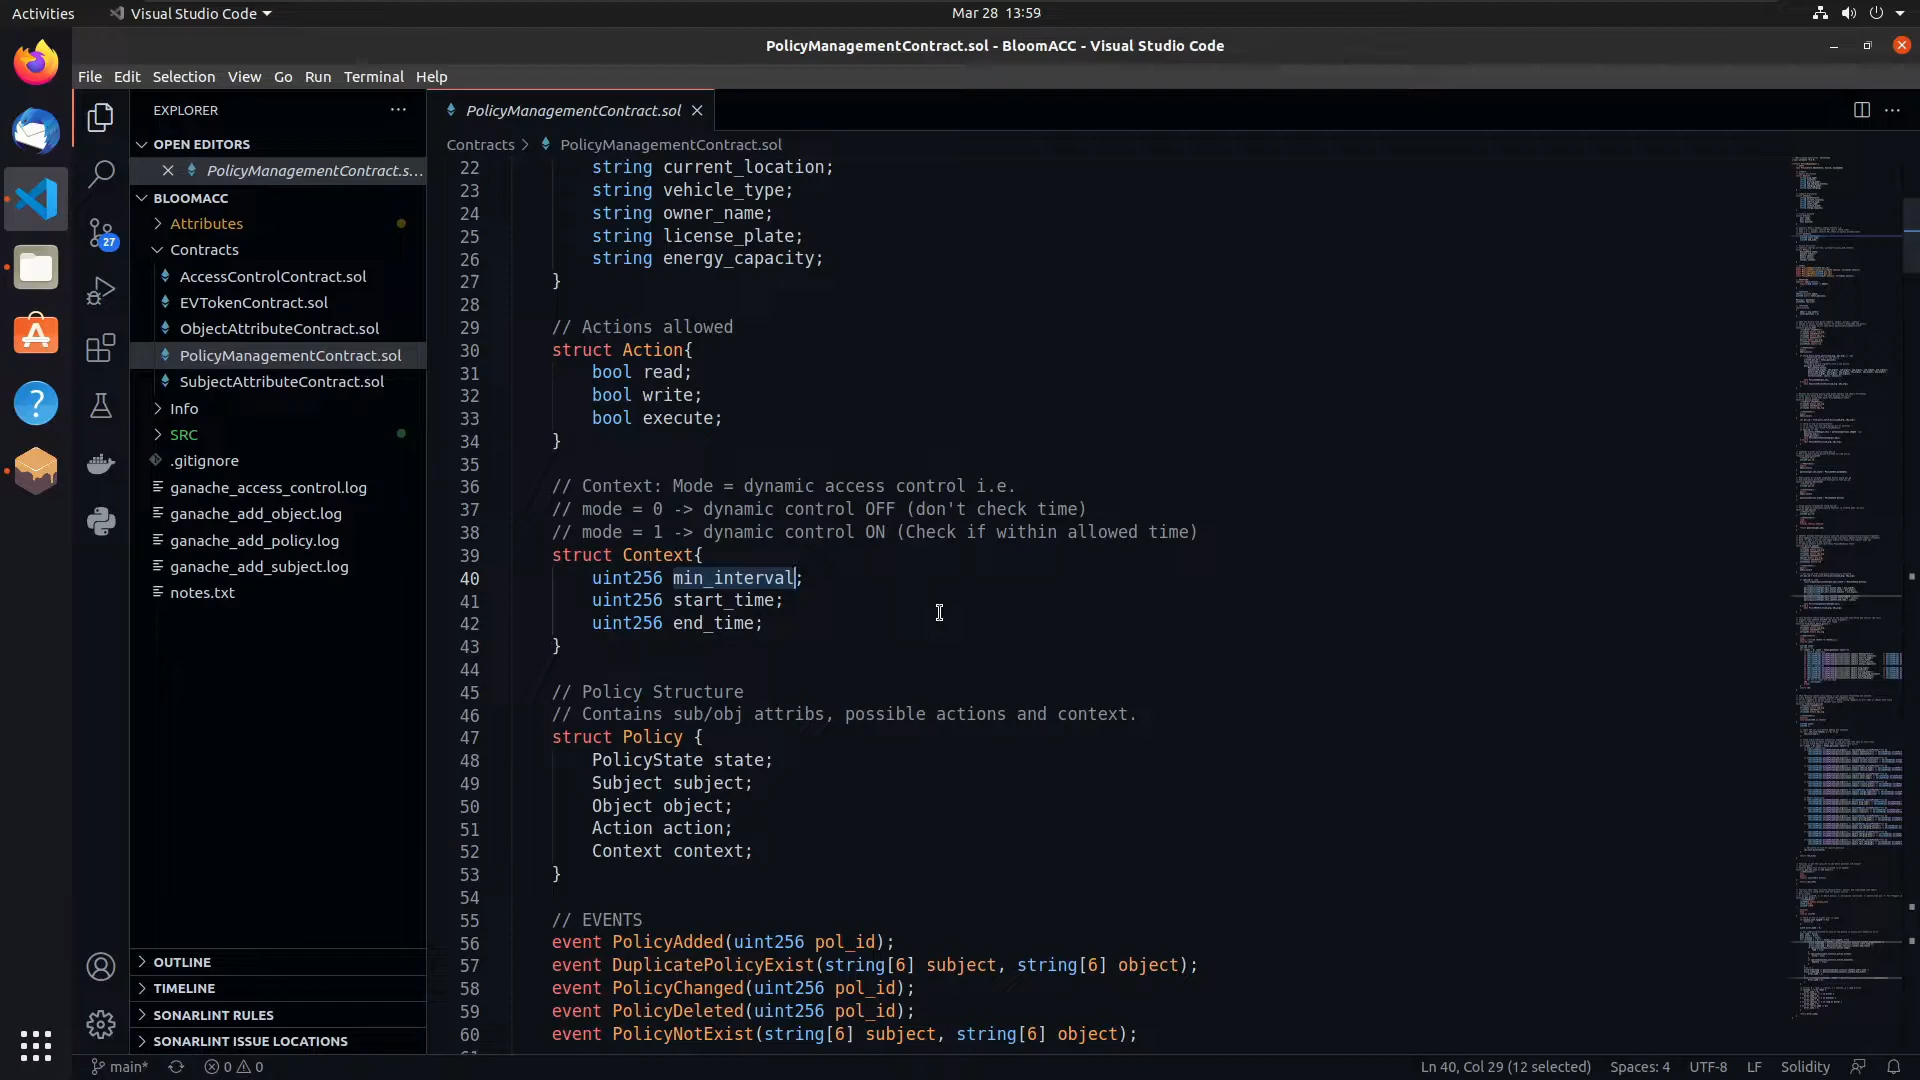 Activities
Visual Studio Code
Mar 28 13:59
PolicyManagementContract.sol - BloomACC - Visual Studio Code
File Edit Selection View Go Run Terminal Help
EXPLORER
OPEN EDITORS
PolicyManagementContract.s...
BLOOMACC
Attributes
Contracts
AccessControlContract.sol
EVTokenContract.sol
ObjectAttributeContract.sol
PolicyManagementContract.sol
SubjectAttributeContract.sol
Info
SRC
.gitignore
ganache_access_control.log
ganache_add_object.log
ganache_add_policy.log
ganache_add_subject.log
notes.txt
OUTLINE
TIMELINE
SONARLINT RULES
SONARLINT ISSUE LOCATIONS
27
PolicyManagementContract.sol
Contracts > PolicyManagementContract.sol
22 string current_location;
23 string vehicle_type;
24 string owner_name;
25 string license_plate;
26 string energy_capacity;
27 }
28
29 // Actions allowed
30 struct Action{
31 bool read;
32 bool write;
33 bool execute;
34 }
35
36 // Context: Mode = dynamic access control i.e.
37 // mode = 0 -> dynamic control OFF (don't check time)
38 // mode = 1 -> dynamic control ON (Check if within allowed time)
39 struct Context{
40 uint256 min_interval;
41 uint256 start_time;
42 uint256 end_time;
43 }
44
45 // Policy Structure
46 // Contains sub/obj attribs, possible actions and context.
47 struct Policy {
48 PolicyState state;
49 Subject subject;
50 Object object;
51 Action action;
52 Context context;
53 }
54
55 // EVENTS
56 event PolicyAdded(uint256 pol_id);
57 event DuplicatePolicyExist(string[6] subject, string[6] object);
58 event PolicyChanged(uint256 pol_id);
59 event PolicyDeleted(uint256 pol_id);
60 event PolicyNotExist(string[6] subject, string[6] object);
main* 0 0
Ln 40, Col 29 (12 selected) Spaces: 4 UTF-8 LF Solidity